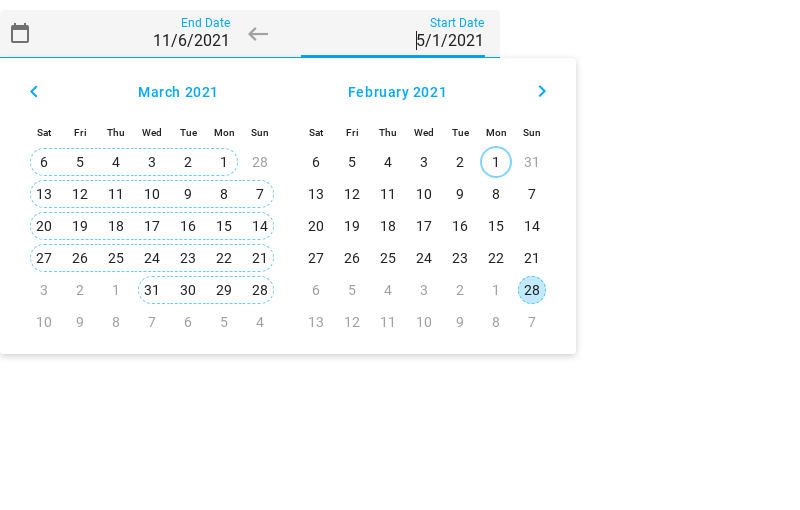 End Date Start Date
11/6/2021 5/1/2021
March 2021 February 2021
Sat Fri Thu Wed Tue Mon Sun Sat Fri Thu Wed Tue Mon Sun
6 5 4 3 2 1 28 6 5 4 3 2 1 31
13 12 11 10 9 8 7 13 12 11 10 9 8 7
20 19 18 17 16 15 14 20 19 18 17 16 15 14
27 26 25 24 23 22 21 27 26 25 24 23 22 21
3 2 1 31 30 29 28 6 5 4 3 2 1 28
10 9 8 7 6 5 4 13 12 11 10 9 8 7